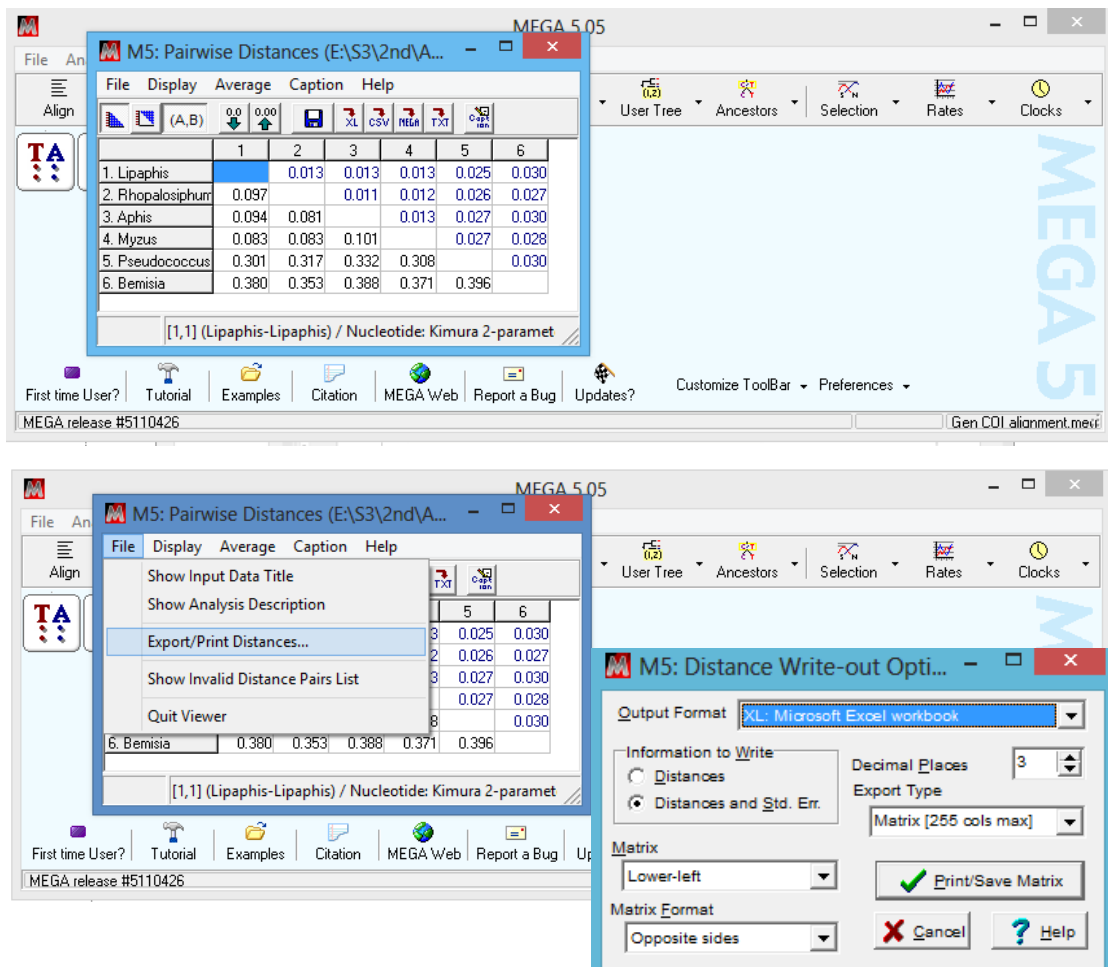 MEGA 5.05
M5: Pairwise Distances (E:\S3\2nd\A...
File An
File Display Average Caption Help
Align
(A,B) 0.0 0.00 XL CSV MEGA TXT Capt ion
User Tree Ancestors Selection Rates Clocks
TA
1 2 3 4 5 6
1. Lipaphis 0.013 0.013 0.013 0.025 0.030
2. Rhopalosiphum 0.097 0.011 0.012 0.026 0.027
3. Aphis 0.094 0.081 0.013 0.027 0.030
4. Myzus 0.083 0.083 0.101 0.027 0.028
5. Pseudococcus 0.301 0.317 0.332 0.308 0.030
6. Bemisia 0.380 0.353 0.388 0.371 0.396
[1,1] (Lipaphis-Lipaphis) / Nucleotide: Kimura 2-paramet
MEGA 5
First time User? Tutorial Examples Citation MEGA Web Report a Bug Updates? Customize ToolBar Preferences
MEGA release #5110426
Gen COI alignment.meg
MEGA 5.05
M5: Pairwise Distances (E:\S3\2nd\A...
File An
File Display Average Caption Help
Align
Show Input Data Title
Show Analysis Description
Export/Print Distances...
Show Invalid Distance Pairs List
Quit Viewer
TXT Capt ion
User Tree Ancestors Selection Rates Clocks
TA
5 6
3 0.025 0.030
2 0.026 0.027
3 0.027 0.030
0.027 0.028
8 0.030
6. Bemisia 0.380 0.353 0.388 0.371 0.396
[1,1] (Lipaphis-Lipaphis) / Nucleotide: Kimura 2-paramet
First time User? Tutorial Examples Citation MEGA Web Report a Bug Up
MEGA release #5110426
M5: Distance Write-out Opti...
Output Format XL: Microsoft Excel workbook
Information to Write
Distances
Distances and Std. Err.
Decimal Places 3
Export Type
Matrix [255 cols max]
Matrix
Lower-left
Print/Save Matrix
Matrix Format
Opposite sides
Cancel Help